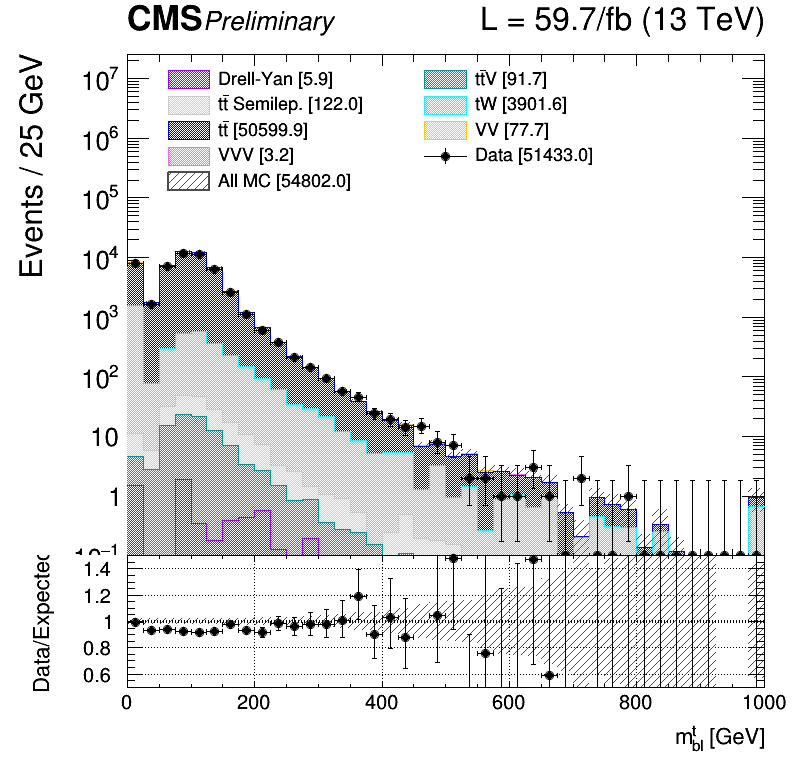 CMS Preliminary L = 59.7/fb (13 TeV)
Events / 25 GeV
10⁷
10⁶
10⁵
10⁴
10³
10²
10
1
10⁻¹
Drell-Yan [5.9]
tt̄ Semilep. [122.0]
tt̄ [50599.9]
VVV [3.2]
All MC [54802.0]
tt̄V [91.7]
tW [3901.6]
VV [77.7]
Data [51433.0]
Data/Expected
1.4
1.2
1
0.8
0.6
0 200 400 600 800 1000
mᵗbl [GeV]